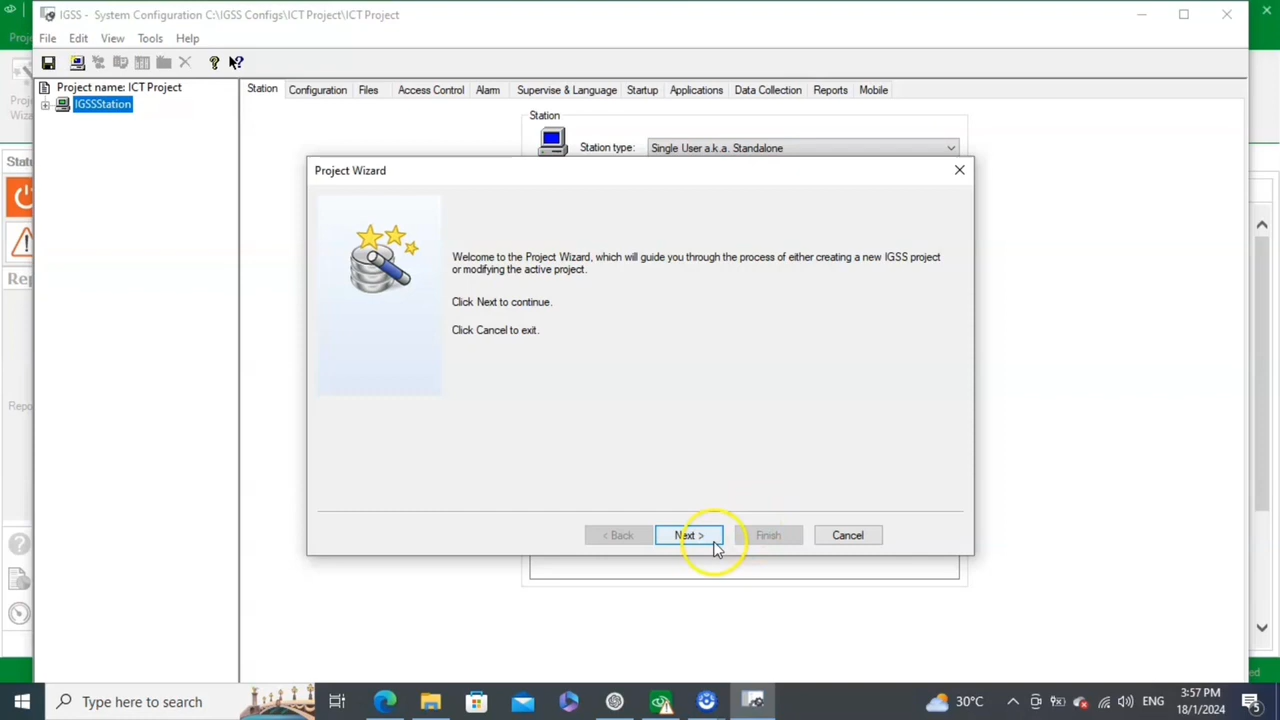 IGSS - System Configuration C:\IGSS Configs\ICT Project\ICT Project
File Edit View Tools Help
Project name: ICT Project
IGSSStation
Station Configuration Files Access Control Alarm Supervise & Language Startup Applications Data Collection Reports Mobile
Station
Station type: Single User a.k.a. Standalone
Project Wizard
Welcome to the Project Wizard, which will guide you through the process of either creating a new IGSS project
or modifying the active project.
Click Next to continue.
Click Cancel to exit.
< Back Next > Finish Cancel
Type here to search
30°C ENG 3:57 PM
18/1/2024
5